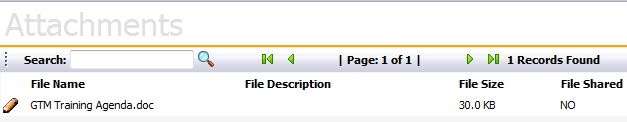 Attachments
Search: | Page: 1 of 1 | 1 Records Found
File Name File Description File Size File Shared
GTM Training Agenda.doc 30.0 KB NO